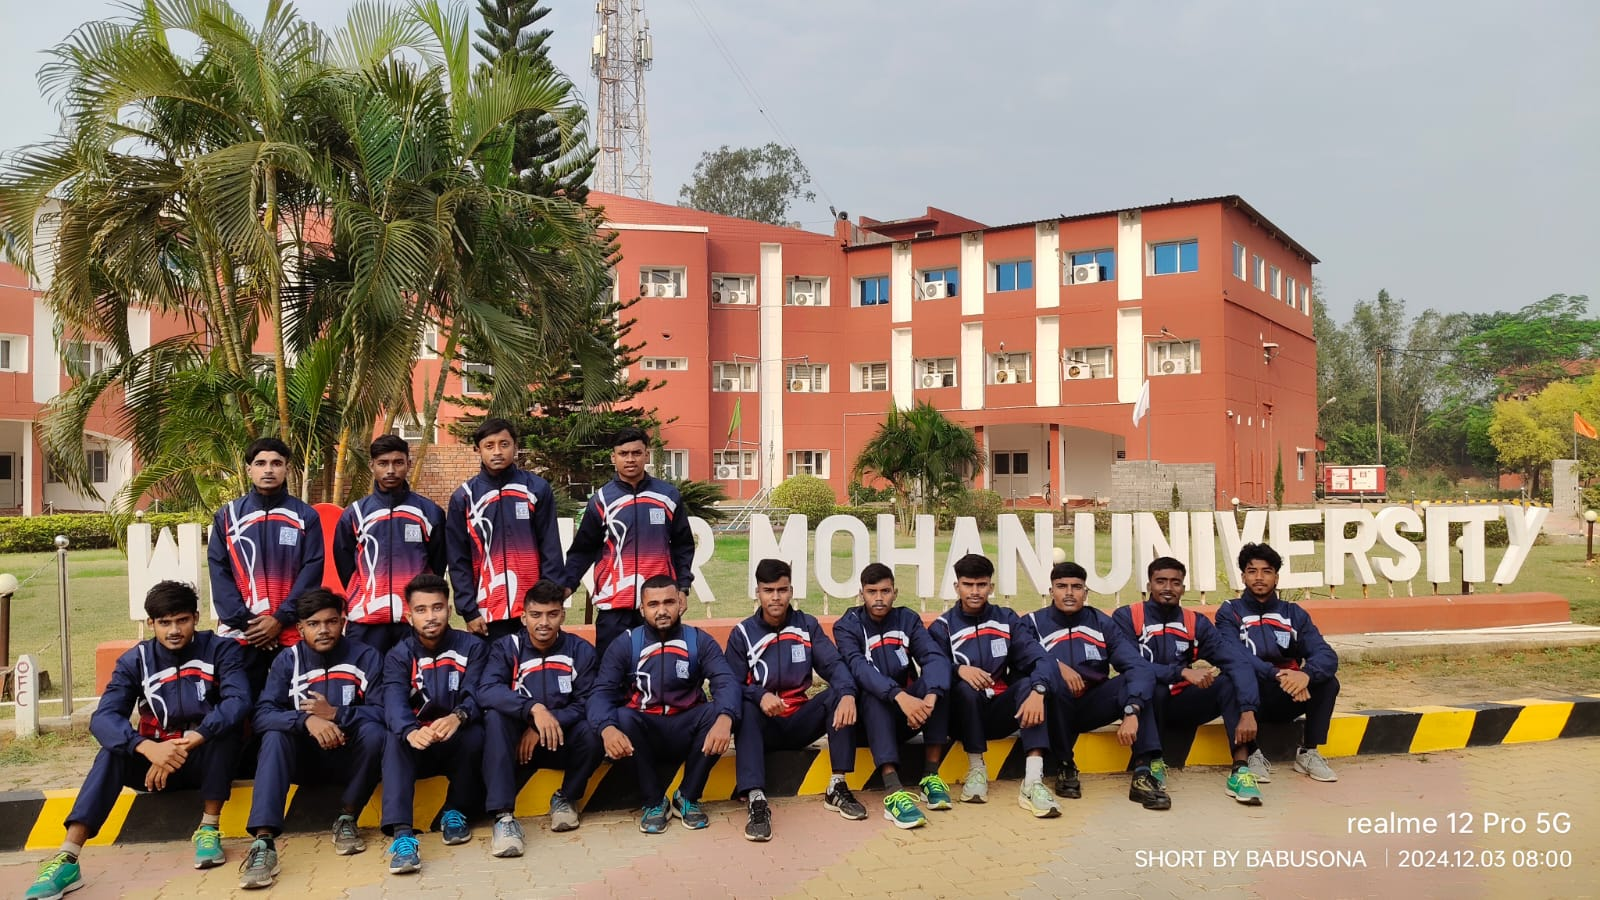 MOHAN UNIVERSITY
realme 12 Pro 5G
SHORT BY BABUSONA | 2024.12.03 08:00